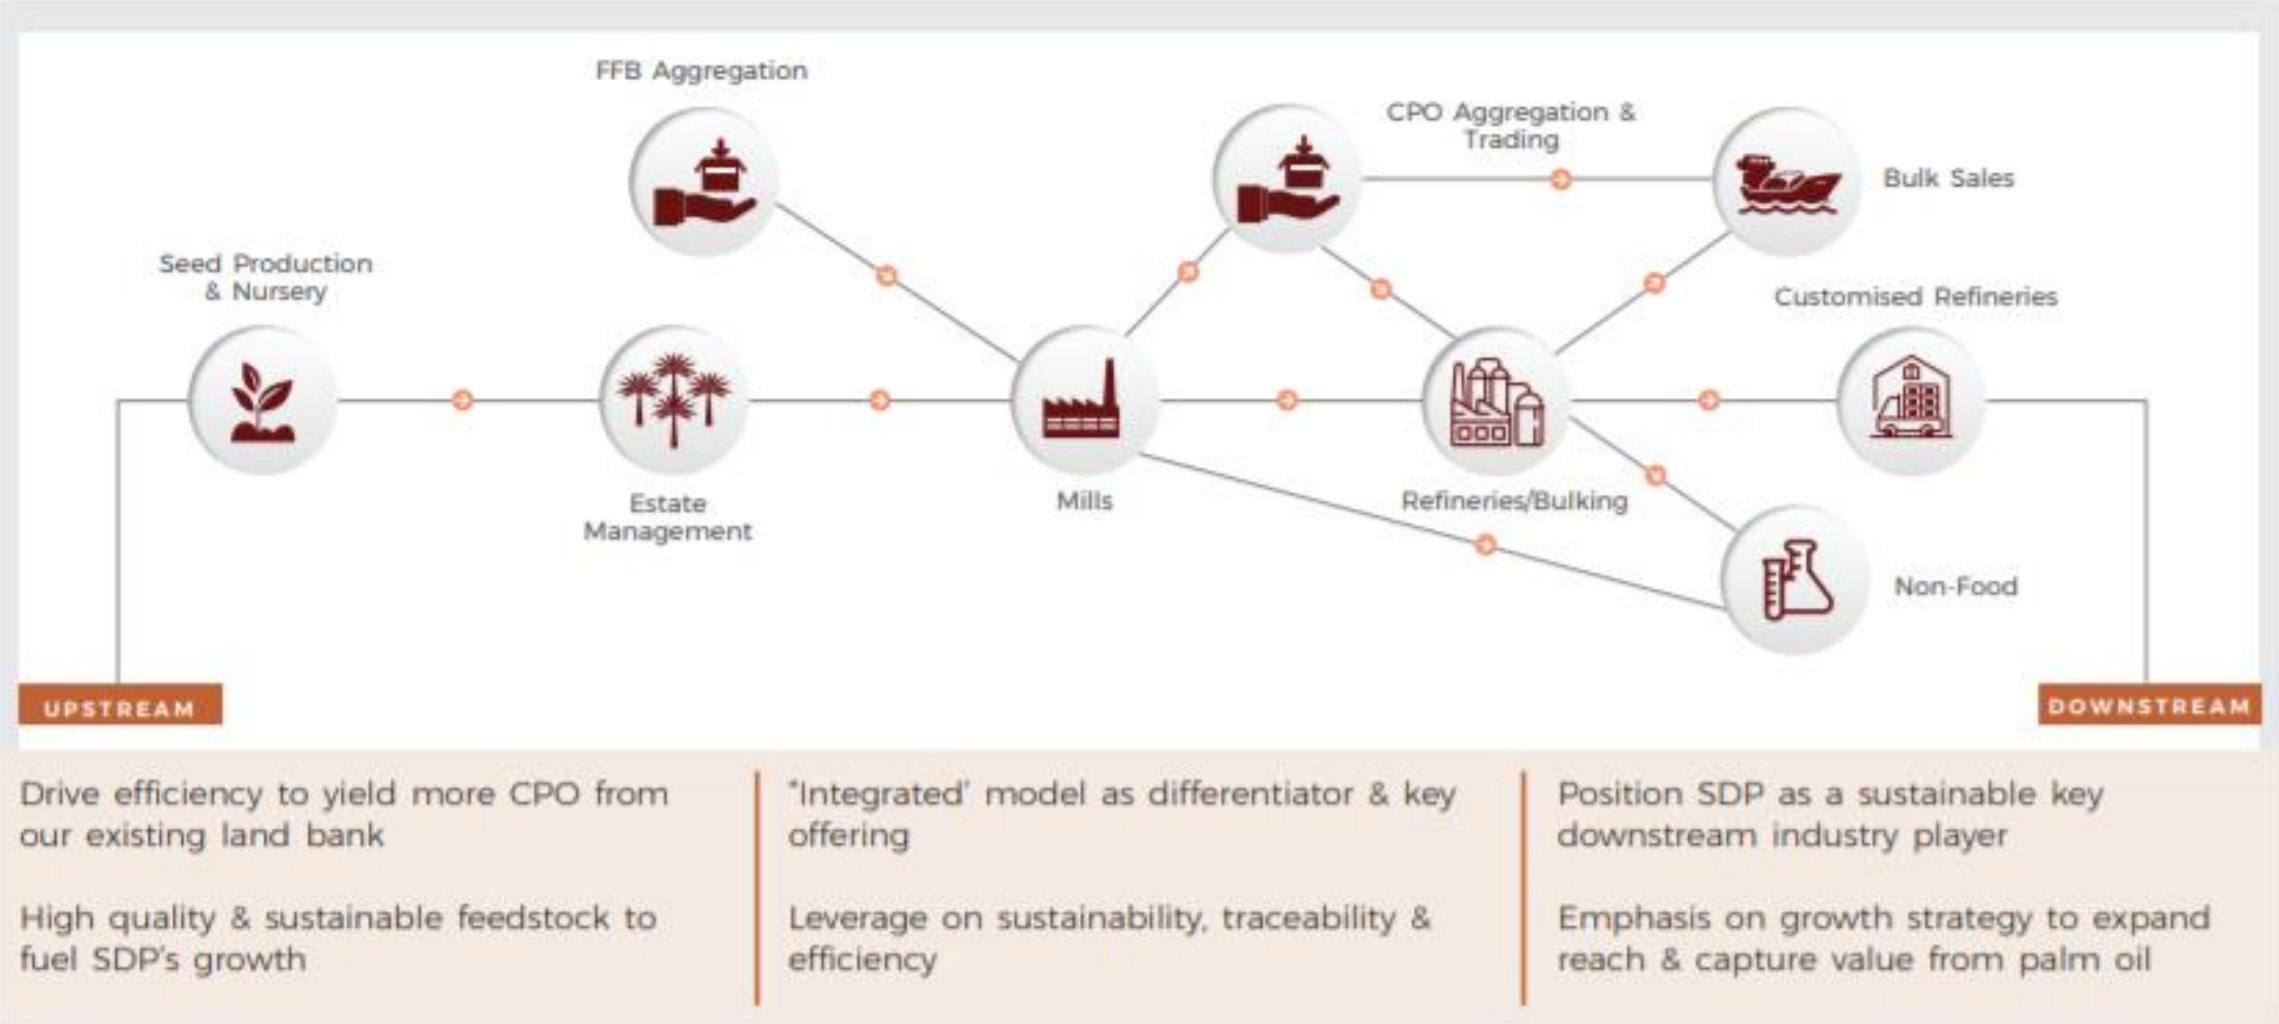 FFB Aggregation
CPO Aggregation &
Trading
Bulk Sales
Seed Production
& Nursery
Customised Refineries
Estate
Management
Mills
Refineries/Bulking
Non-Food
UPSTREAM
DOWNSTREAM
Drive efficiency to yield more CPO from
our existing land bank
High quality & sustainable feedstock to
fuel SDP's growth
"Integrated' model as differentiator & key
offering
Leverage on sustainability, traceability &
efficiency
Position SDP as a sustainable key
downstream industry player
Emphasis on growth strategy to expand
reach & capture value from palm oil